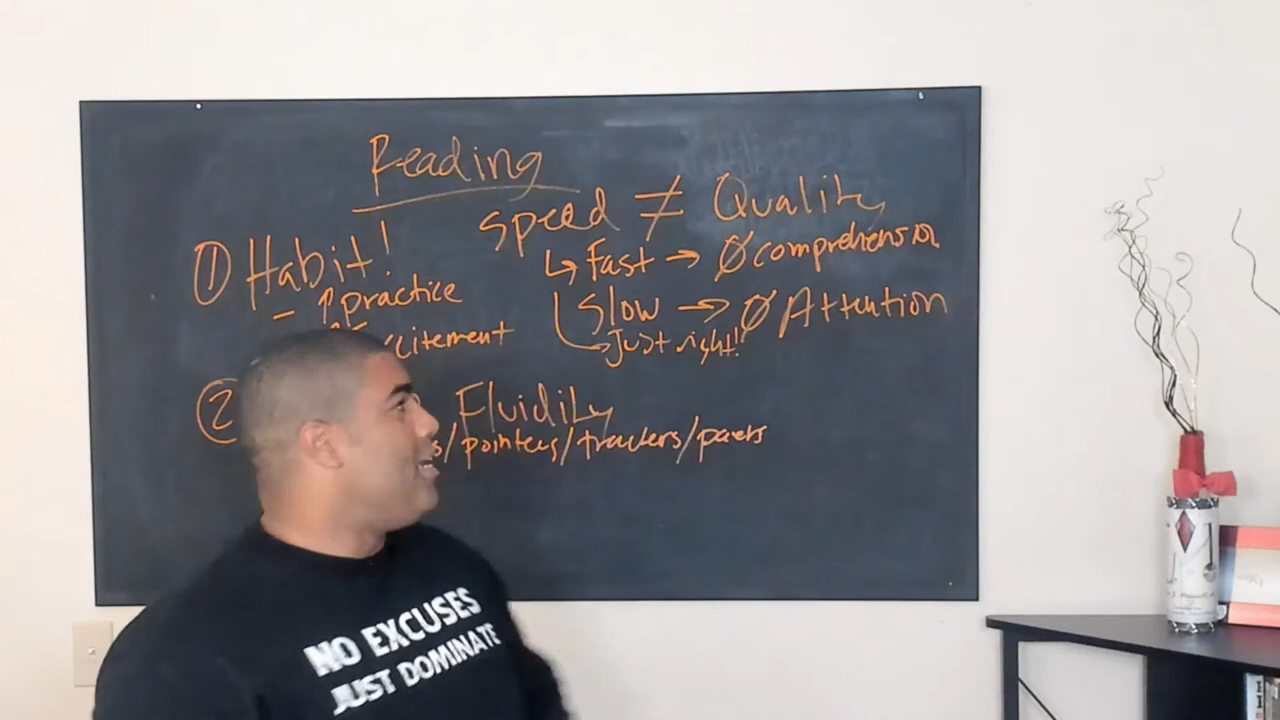 Reading
speed ≠ Quality
① Habit!
↳ Fast → Ø comprehension
- ↑ practice
Slow → Ø Attention
citement
Just right!
② Fluidity
s/pointers/trackers/pacers
NO EXCUSES
JUST DOMINATE